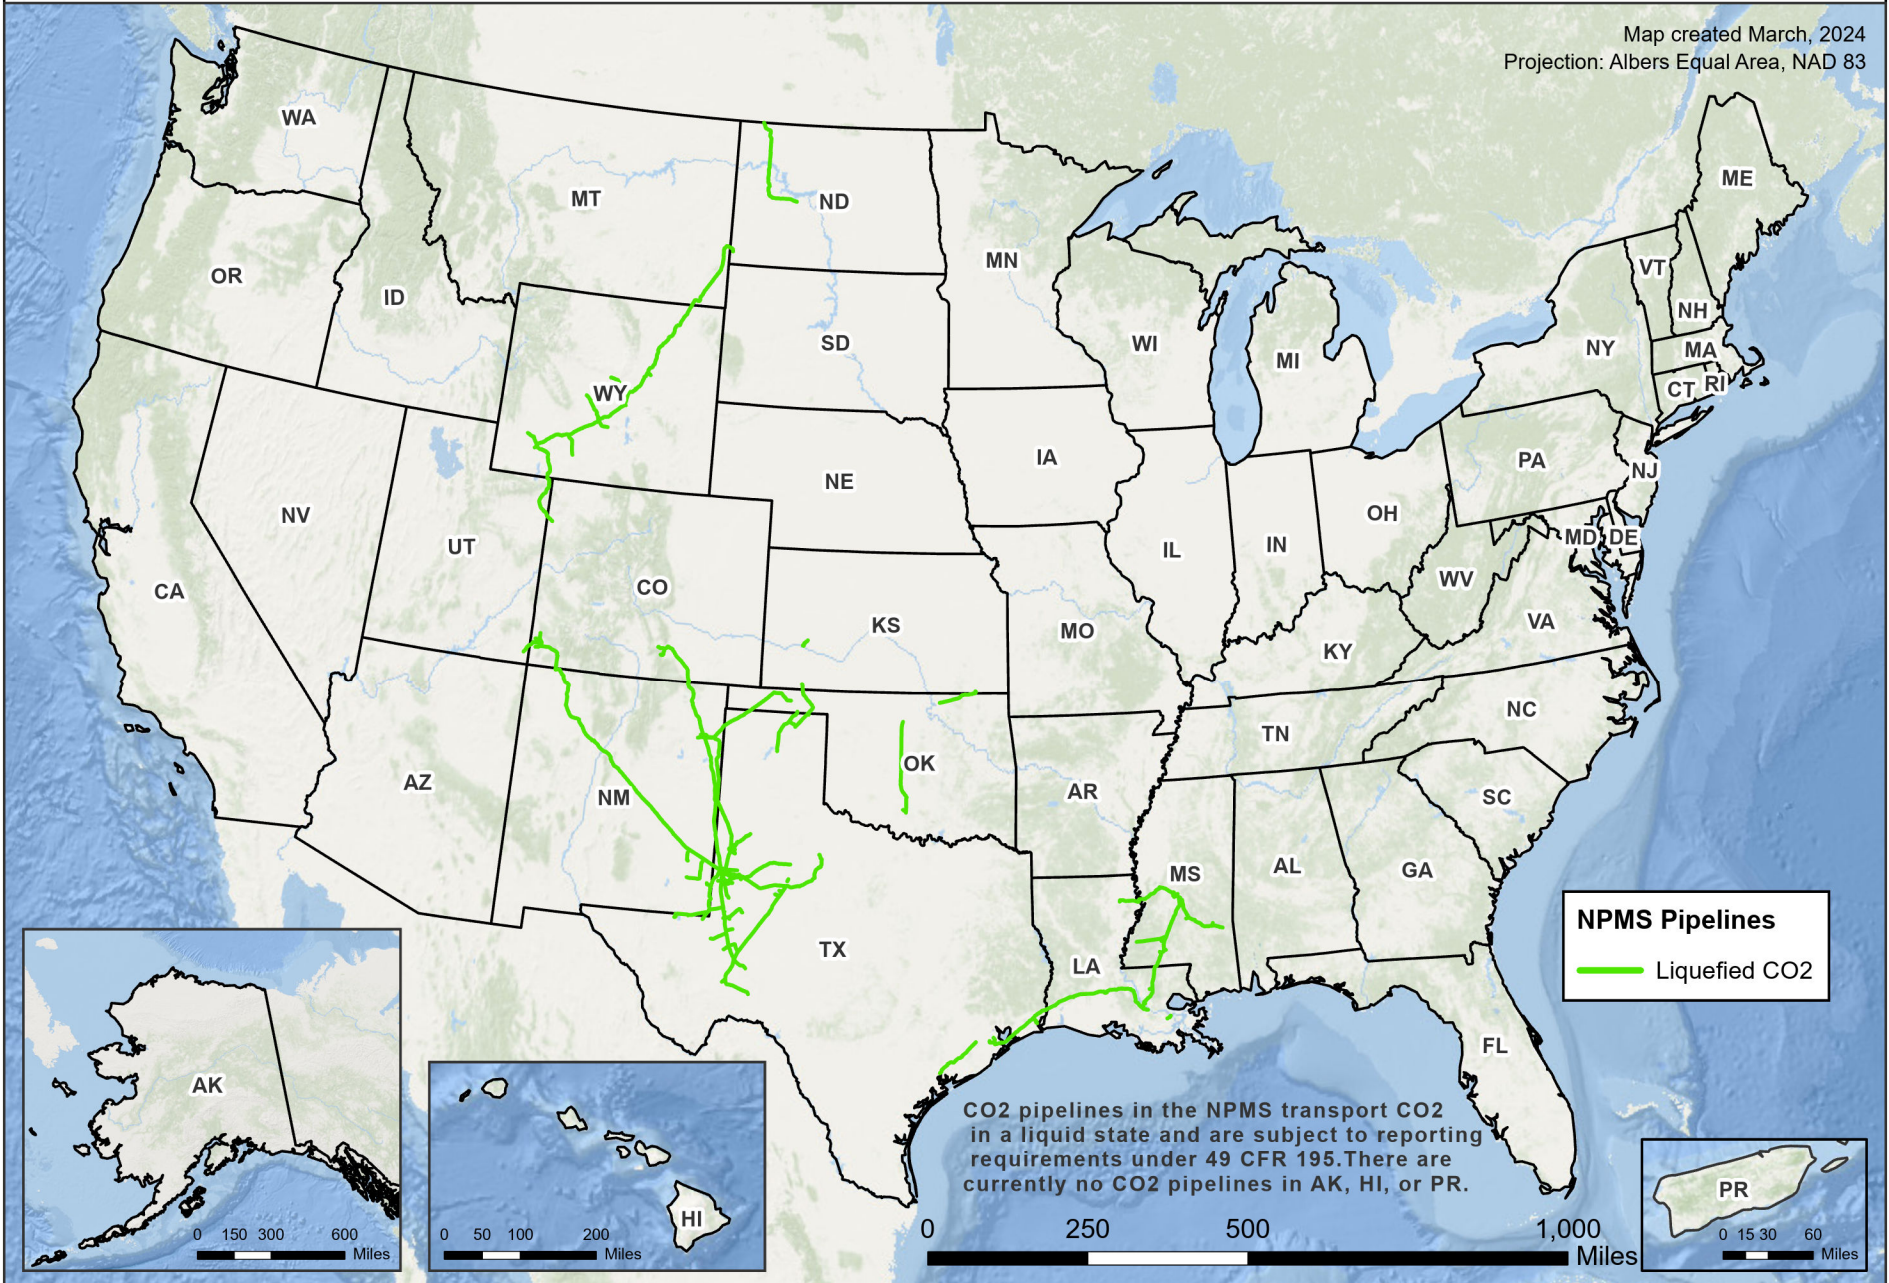 Map created March, 2024
Projection: Albers Equal Area, NAD 83
WA
MT
ND
MN
ME
OR
ID
SD
WI
MI
VT
NH
NY
MA
CT
RI
WY
NE
IA
PA
NJ
NV
UT
CO
KS
MO
IL
IN
OH
MD
DE
WV
VA
CA
KY
NC
TN
AZ
NM
OK
AR
SC
MS
AL
GA
TX
LA
FL
NPMS Pipelines
Liquefied CO2
CO2 pipelines in the NPMS transport CO2
in a liquid state and are subject to reporting
requirements under 49 CFR 195.There are
currently no CO2 pipelines in AK, HI, or PR.
AK
0 150 300 600
Miles
HI
0 50 100 200
Miles
0 250 500 1,000
Miles
PR
0 15 30 60
Miles